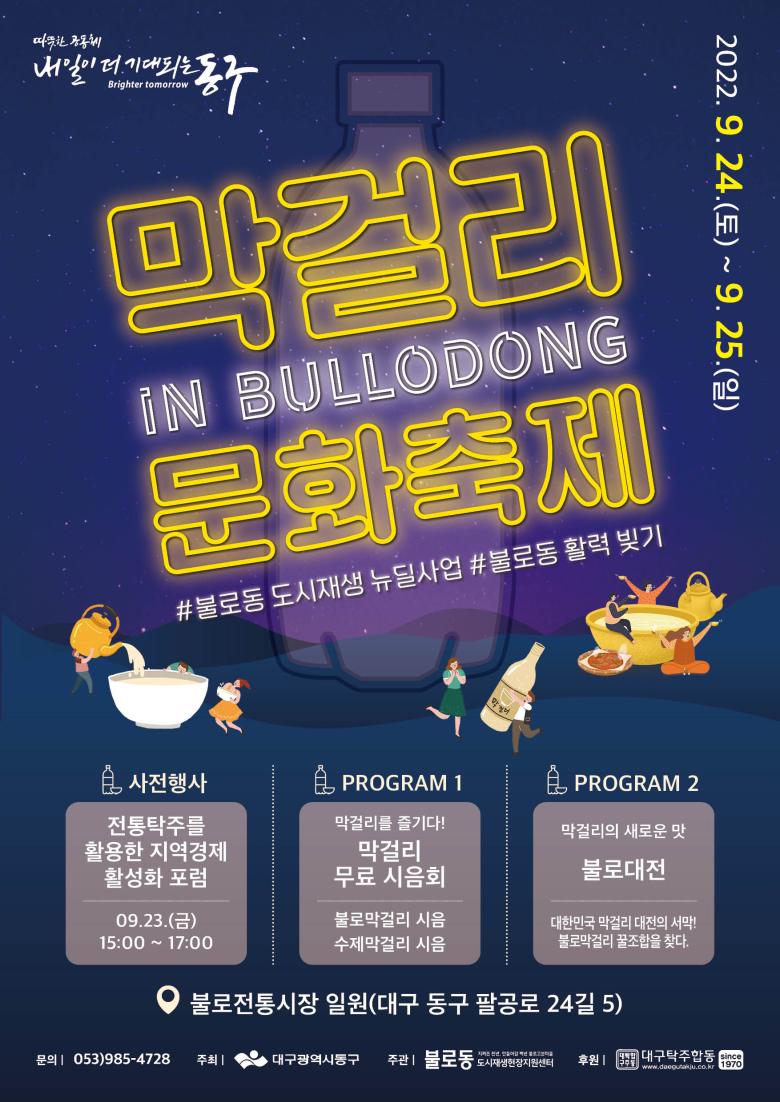 따뜻한 공동체
내일이 더 기대되는 동구
Brighter tomorrow
2022. 9. 24.(토) ~ 9. 25.(일)
막걸리
iN BULLODONG
문화축제
#불로동 도시재생 뉴딜사업 #불로동 활력 빚기
막걸리
사전행사
전통탁주를
활용한 지역경제
활성화 포럼
09.23.(금)
15:00 ~ 17:00
PROGRAM 1
막걸리를 즐기다!
막걸리
무료 시음회
불로막걸리 시음
수제막걸리 시음
PROGRAM 2
막걸리의 새로운 맛
불로대전
대한민국 막걸리 대전의 서막!
불로막걸리 꿀조합을 찾다.
불로전통시장 일원(대구 동구 팔공로 24길 5)
문의 | 053)985-4728
주최 | 대구광역시동구
주관 | 불로동 도시재생현장지원센터
후원 | 대구탁주합동 since 1970
www.daegutakju.co.kr